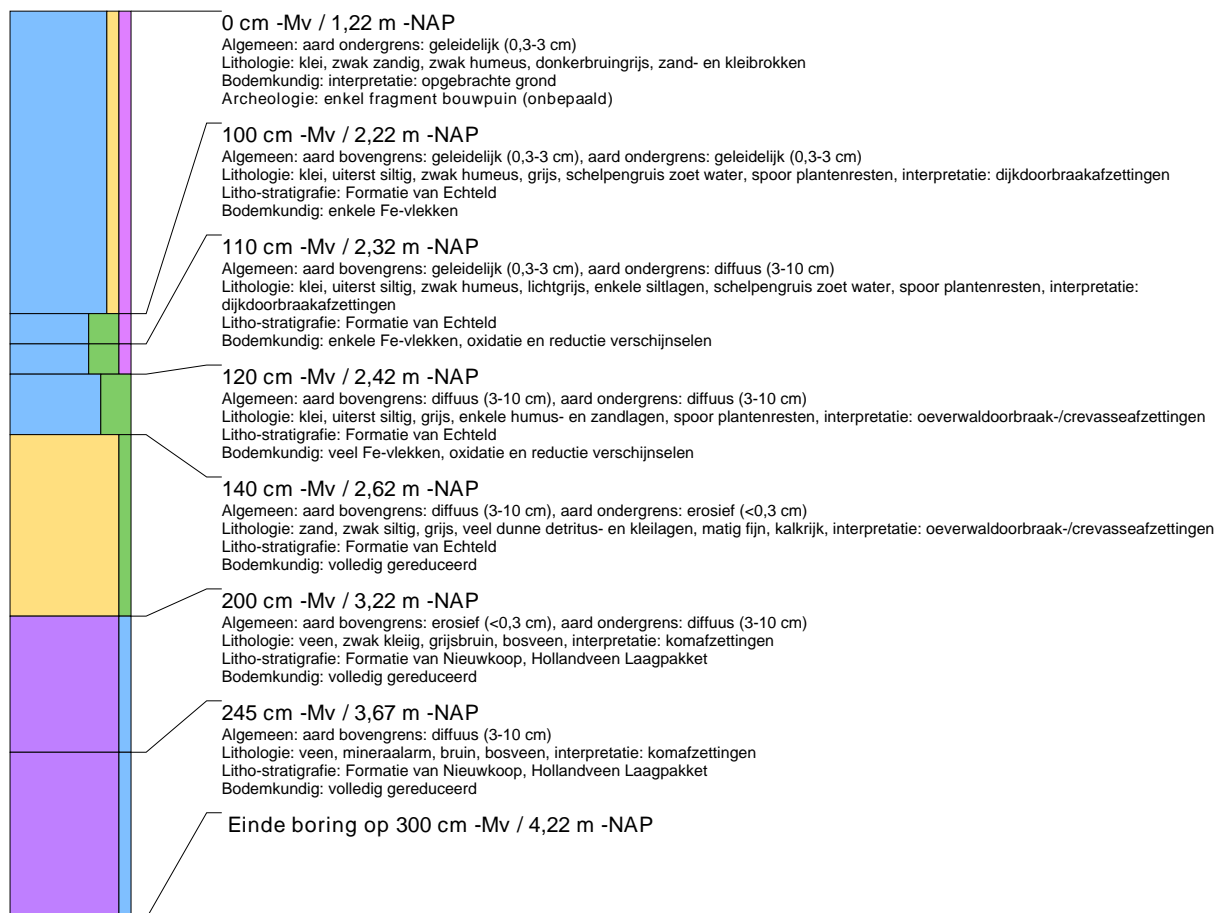 0 cm -Mv / 1,22 m -NAP
Algemeen: aard ondergrens: geleidelijk (0,3-3 cm)
Lithologie: klei, zwak zandig, zwak humeus, donkerbruingrijs, zand- en kleibrokken
Bodemkundig: interpretatie: opgebrachte grond
Archeologie: enkel fragment bouwpuin (onbepaald)
100 cm -Mv / 2,22 m -NAP
Algemeen: aard bovengrens: geleidelijk (0,3-3 cm), aard ondergrens: geleidelijk (0,3-3 cm)
Lithologie: klei, uiterst siltig, zwak humeus, grijs, schelpengruis zoet water, spoor plantenresten, interpretatie: dijkdoorbraakafzettingen
Litho-stratigrafie: Formatie van Echteld
Bodemkundig: enkele Fe-vlekken
110 cm -Mv / 2,32 m -NAP
Algemeen: aard bovengrens: geleidelijk (0,3-3 cm), aard ondergrens: diffuus (3-10 cm)
Lithologie: klei, uiterst siltig, zwak humeus, lichtgrijs, enkele siltlagen, schelpengruis zoet water, spoor plantenresten, interpretatie:
dijkdoorbraakafzettingen
Litho-stratigrafie: Formatie van Echteld
Bodemkundig: enkele Fe-vlekken, oxidatie en reductie verschijnselen
120 cm -Mv / 2,42 m -NAP
Algemeen: aard bovengrens: diffuus (3-10 cm), aard ondergrens: diffuus (3-10 cm)
Lithologie: klei, uiterst siltig, grijs, enkele humus- en zandlagen, spoor plantenresten, interpretatie: oeverwaldoorbraak-/crevasseafzettingen
Litho-stratigrafie: Formatie van Echteld
Bodemkundig: veel Fe-vlekken, oxidatie en reductie verschijnselen
140 cm -Mv / 2,62 m -NAP
Algemeen: aard bovengrens: diffuus (3-10 cm), aard ondergrens: erosief (<0,3 cm)
Lithologie: zand, zwak siltig, grijs, veel dunne detritus- en kleilagen, matig fijn, kalkrijk, interpretatie: oeverwaldoorbraak-/crevasseafzettingen
Litho-stratigrafie: Formatie van Echteld
Bodemkundig: volledig gereduceerd
200 cm -Mv / 3,22 m -NAP
Algemeen: aard bovengrens: erosief (<0,3 cm), aard ondergrens: diffuus (3-10 cm)
Lithologie: veen, zwak kleiig, grijsbruin, bosveen, interpretatie: komafzettingen
Litho-stratigrafie: Formatie van Nieuwkoop, Hollandveen Laagpakket
Bodemkundig: volledig gereduceerd
245 cm -Mv / 3,67 m -NAP
Algemeen: aard bovengrens: diffuus (3-10 cm)
Lithologie: veen, mineraalarm, bruin, bosveen, interpretatie: komafzettingen
Litho-stratigrafie: Formatie van Nieuwkoop, Hollandveen Laagpakket
Bodemkundig: volledig gereduceerd
Einde boring op 300 cm -Mv / 4,22 m -NAP